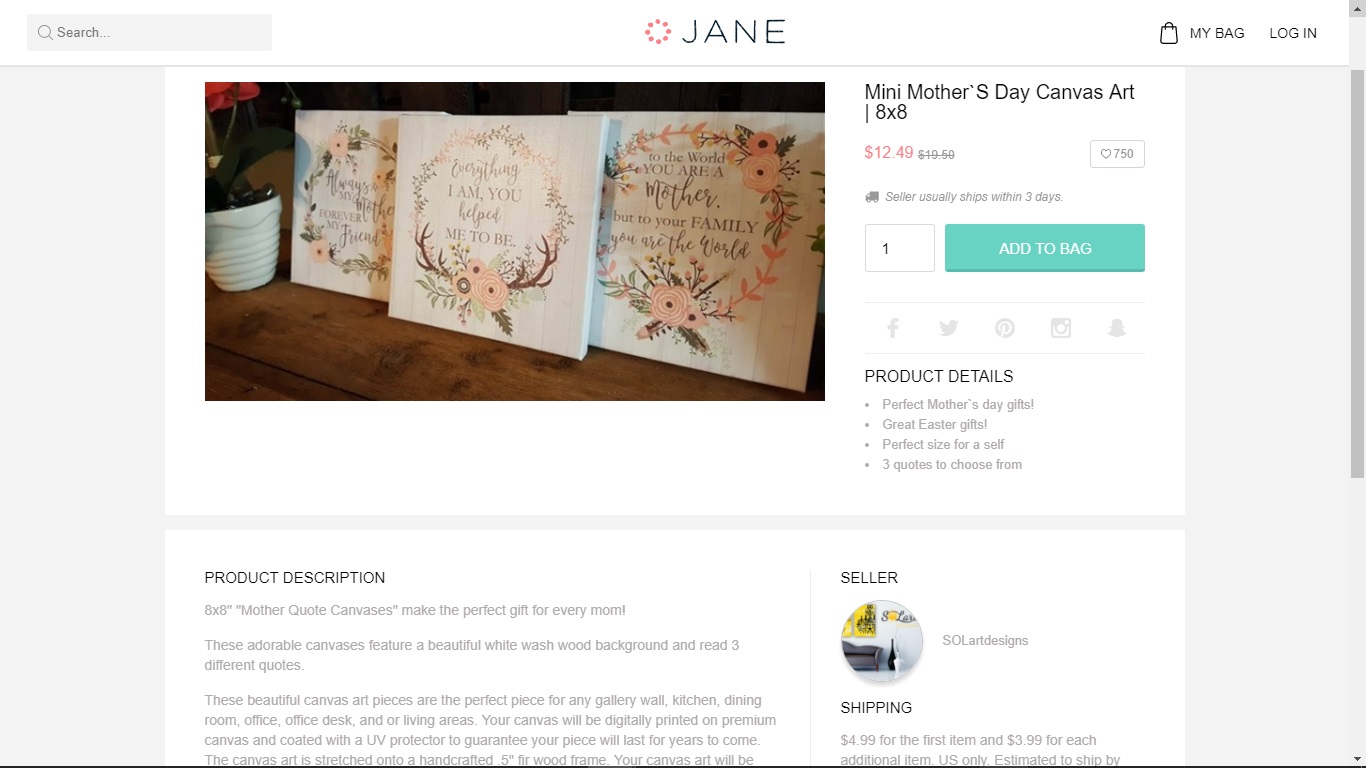 Search...
JANE
MY BAG
LOG IN
Always
MY Mother
FOREVER
MY Friend
Everything
I AM, YOU
helped
ME TO BE.
to the World
YOU ARE A
Mother,
but to your FAMILY
you are the World
Mini Mother`S Day Canvas Art
| 8x8
$12.49 $19.50
750
Seller usually ships within 3 days.
1
ADD TO BAG
PRODUCT DETAILS
• Perfect Mother`s day gifts!
• Great Easter gifts!
• Perfect size for a self
• 3 quotes to choose from
PRODUCT DESCRIPTION
8x8" "Mother Quote Canvases" make the perfect gift for every mom!
These adorable canvases feature a beautiful white wash wood background and read 3
different quotes.
These beautiful canvas art pieces are the perfect piece for any gallery wall, kitchen, dining
room, office, office desk, and or living areas. Your canvas will be digitally printed on premium
canvas and coated with a UV protector to guarantee your piece will last for years to come.
The canvas art is stretched onto a handcrafted .5" fir wood frame. Your canvas art will be
SELLER
SOLartdesigns
SHIPPING
$4.99 for the first item and $3.99 for each
additional item. US only. Estimated to ship by